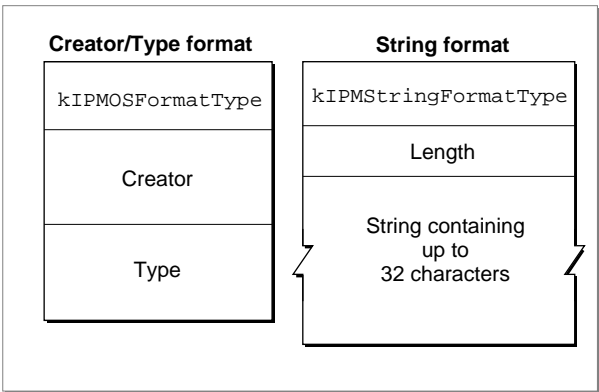 Creator/Type format
kIPMOSFormatType
Creator
Type
String format
kIPMStringFormatType
Length
String containing
up to
32 characters